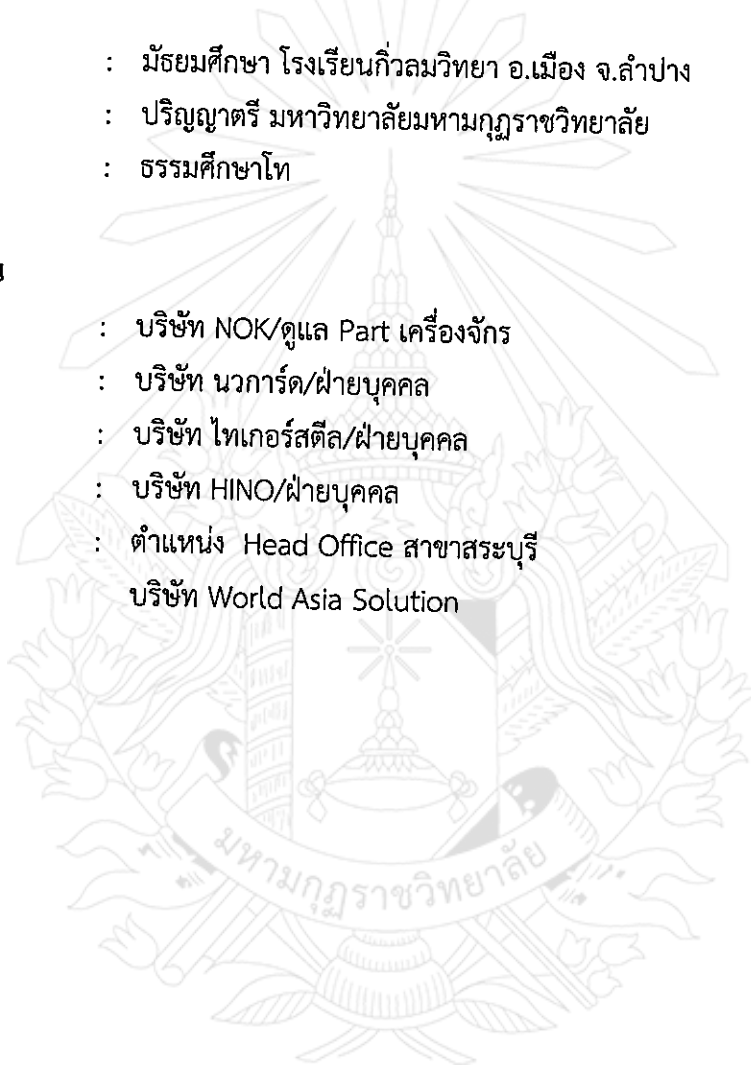 : มัธยมศึกษา โรงเรียนกิ่วลมวิทยา อ.เมือง จ.ลำปาง
: ปริญญาตรี มหาวิทยาลัยมหามกุฏราชวิทยาลัย
: ธรรมศึกษาโท
: บริษัท NOK/ดูแล Part เครื่องจักร
: บริษัท นวการ์ด/ฝ่ายบุคคล
: บริษัท ไทเกอร์สตีล/ฝ่ายบุคคล
: บริษัท HINO/ฝ่ายบุคคล
: ตำแหน่ง Head Office สาขาสระบุรี
บริษัท World Asia Solution
มหามกุฏราชวิทยาลัย